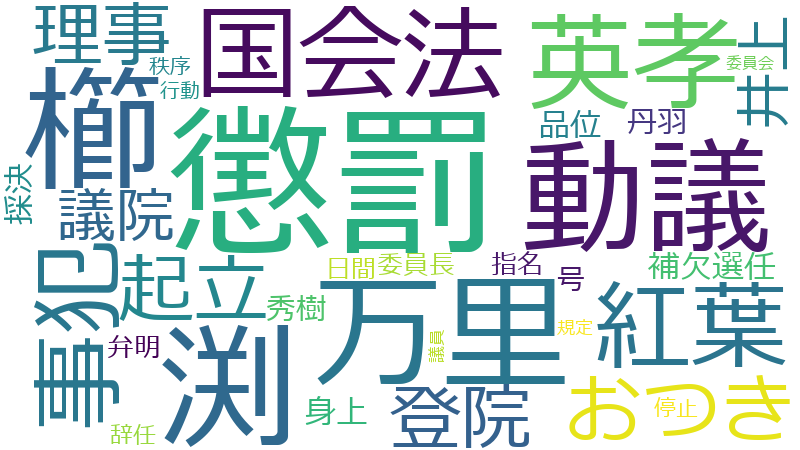 理事
秩序
行動
国会法
英孝
委員会
井上
櫛
懲罰
品位
丹羽
動議
採決
議院
事犯
起立
日間
委員長
指名
号
補欠選任
秀樹
弁明
渕
万里
議員
規定
紅葉
辞任
身上
登院
おつき
停止